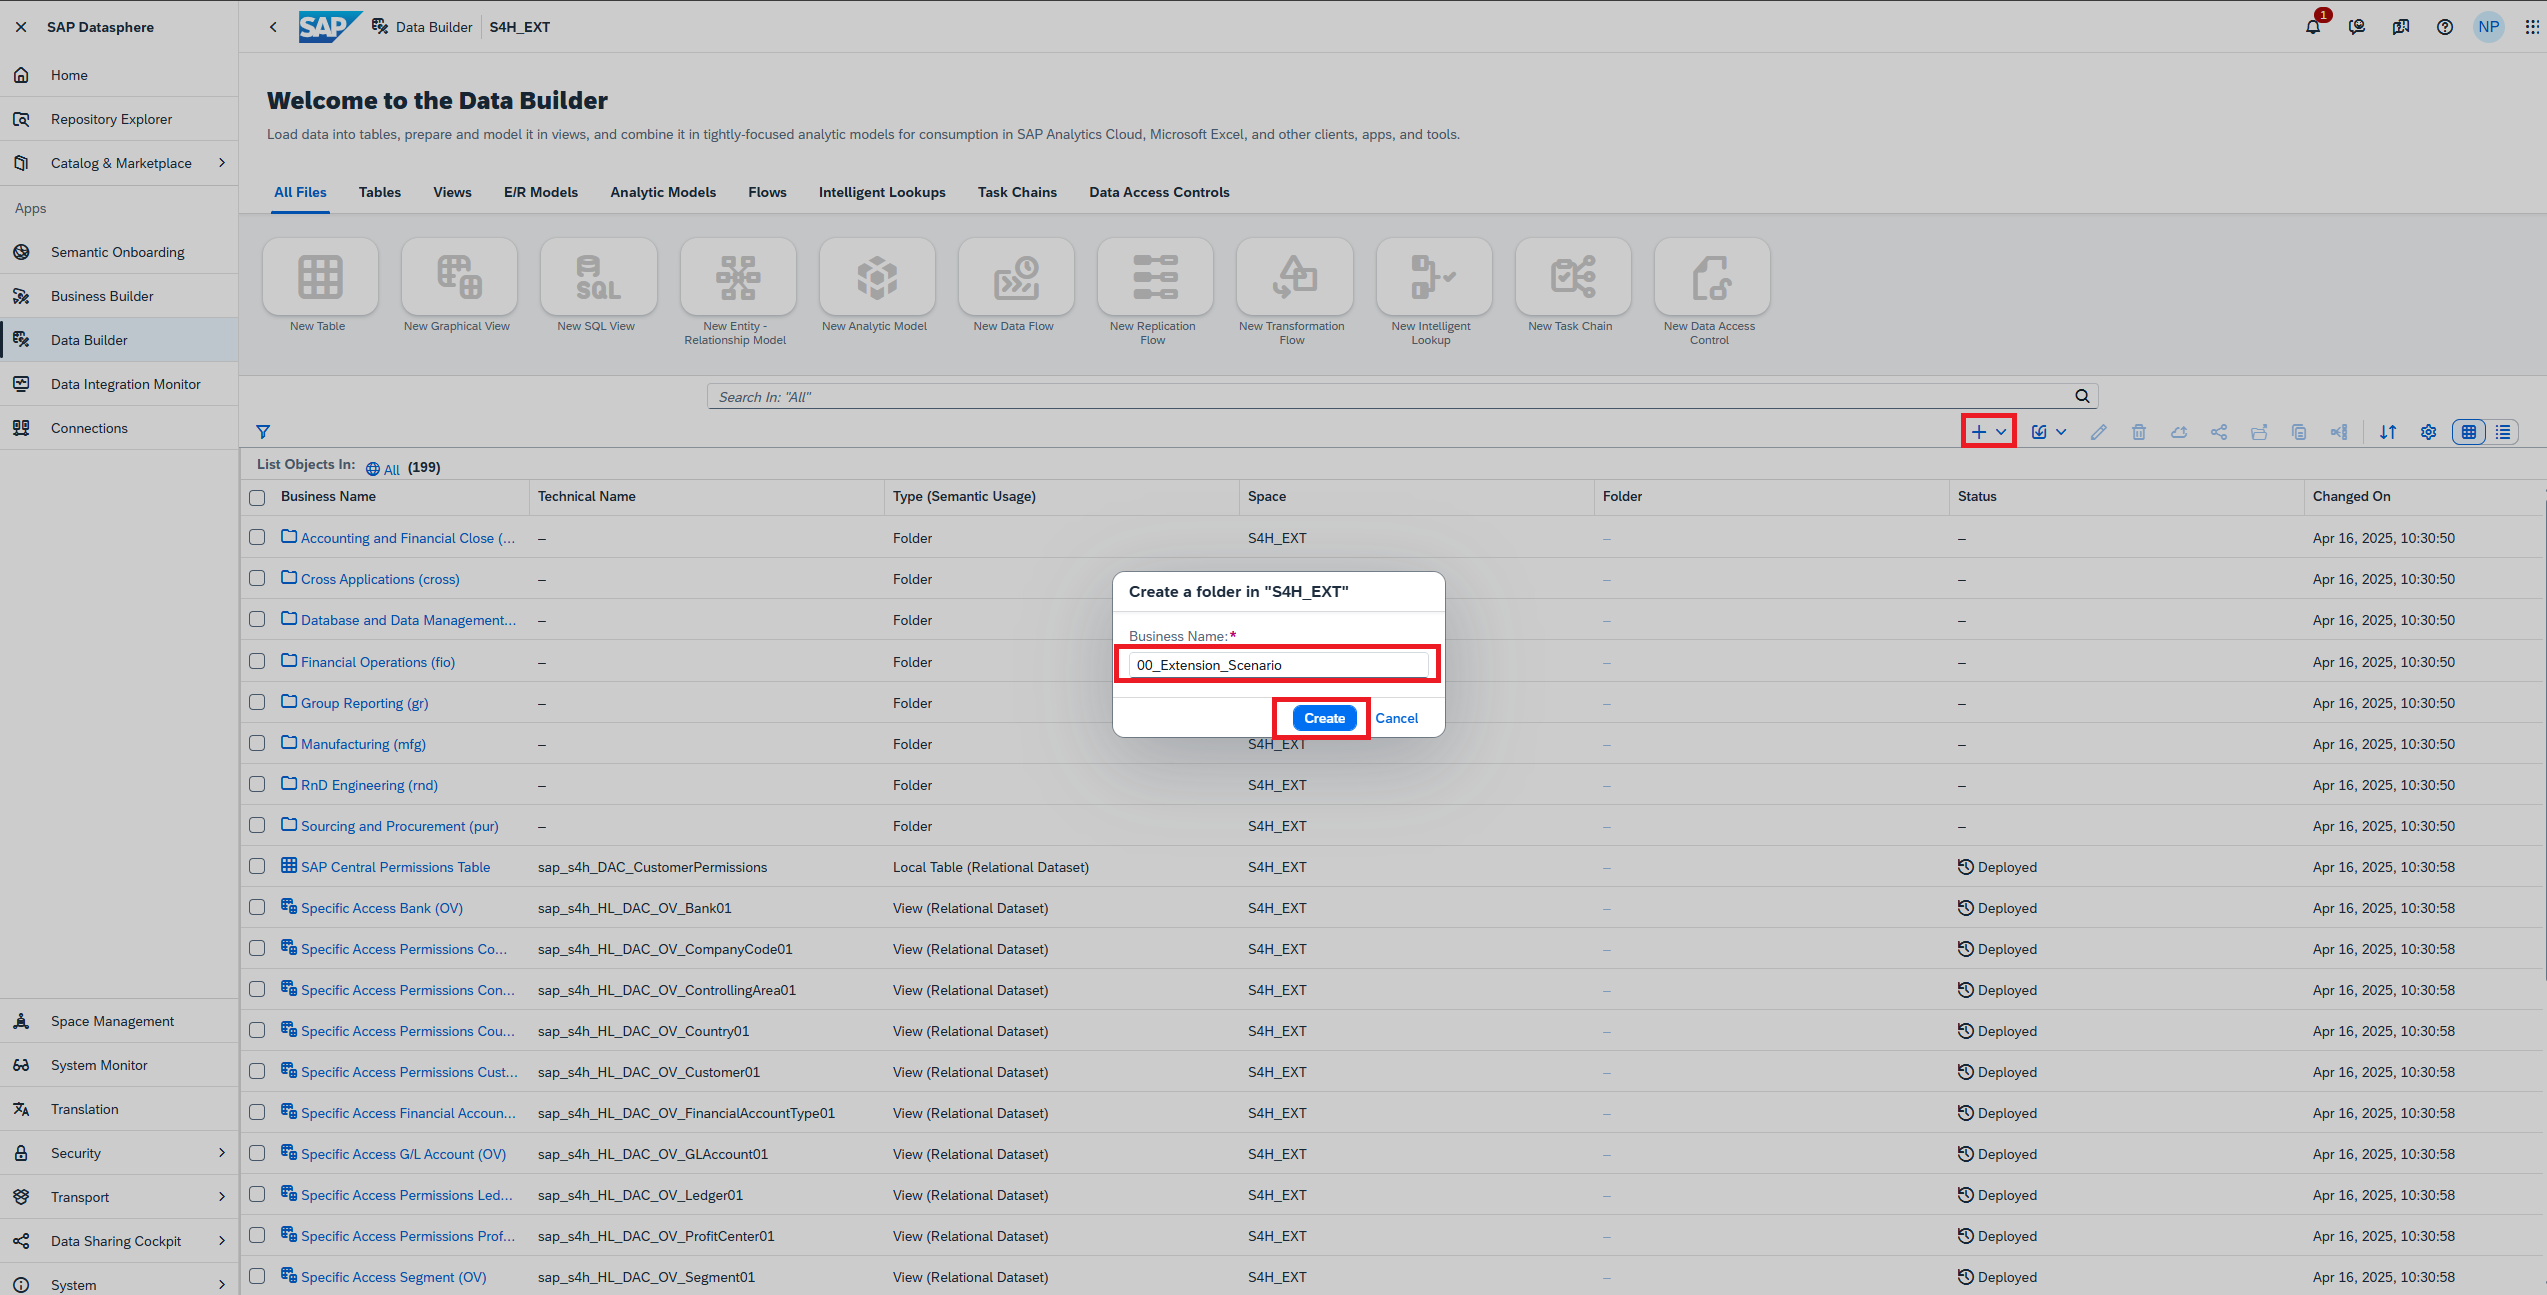 SAP Datasphere
SAP Data Builder S4H_EXT
1
NP
Home
Repository Explorer
Catalog & Marketplace
Apps
Semantic Onboarding
Business Builder
Data Builder
Data Integration Monitor
Connections
Space Management
System Monitor
Translation
Security
Transport
Data Sharing Cockpit
System
Welcome to the Data Builder
Load data into tables, prepare and model it in views, and combine it in tightly-focused analytic models for consumption in SAP Analytics Cloud, Microsoft Excel, and other clients, apps, and tools.
All Files Tables Views E/R Models Analytic Models Flows Intelligent Lookups Task Chains Data Access Controls
SQL
New Table
New Graphical View
New SQL View
New Entity - Relationship Model
New Analytic Model
New Data Flow
New Replication Flow
New Transformation Flow
New Intelligent Lookup
New Task Chain
New Data Access Control
Search In: "All"
List Objects In: All (199)
Business Name Technical Name Type (Semantic Usage) Space Folder Status Changed On
Accounting and Financial Close (... – Folder S4H_EXT – – Apr 16, 2025, 10:30:50
Cross Applications (cross) – Folder – – Apr 16, 2025, 10:30:50
Database and Data Management... – Folder – – Apr 16, 2025, 10:30:50
Financial Operations (fio) – Folder – – Apr 16, 2025, 10:30:50
Group Reporting (gr) – Folder – – Apr 16, 2025, 10:30:50
Manufacturing (mfg) – Folder S4H_EXT – – Apr 16, 2025, 10:30:50
RnD Engineering (rnd) – Folder S4H_EXT – – Apr 16, 2025, 10:30:50
Sourcing and Procurement (pur) – Folder S4H_EXT – – Apr 16, 2025, 10:30:50
SAP Central Permissions Table sap_s4h_DAC_CustomerPermissions Local Table (Relational Dataset) S4H_EXT – Deployed Apr 16, 2025, 10:30:58
Specific Access Bank (OV) sap_s4h_HL_DAC_OV_Bank01 View (Relational Dataset) S4H_EXT – Deployed Apr 16, 2025, 10:30:58
Specific Access Permissions Co... sap_s4h_HL_DAC_OV_CompanyCode01 View (Relational Dataset) S4H_EXT – Deployed Apr 16, 2025, 10:30:58
Specific Access Permissions Con... sap_s4h_HL_DAC_OV_ControllingArea01 View (Relational Dataset) S4H_EXT – Deployed Apr 16, 2025, 10:30:58
Specific Access Permissions Cou... sap_s4h_HL_DAC_OV_Country01 View (Relational Dataset) S4H_EXT – Deployed Apr 16, 2025, 10:30:58
Specific Access Permissions Cust... sap_s4h_HL_DAC_OV_Customer01 View (Relational Dataset) S4H_EXT – Deployed Apr 16, 2025, 10:30:58
Specific Access Financial Accoun... sap_s4h_HL_DAC_OV_FinancialAccountType01 View (Relational Dataset) S4H_EXT – Deployed Apr 16, 2025, 10:30:58
Specific Access G/L Account (OV) sap_s4h_HL_DAC_OV_GLAccount01 View (Relational Dataset) S4H_EXT – Deployed Apr 16, 2025, 10:30:58
Specific Access Permissions Led... sap_s4h_HL_DAC_OV_Ledger01 View (Relational Dataset) S4H_EXT – Deployed Apr 16, 2025, 10:30:58
Specific Access Permissions Prof... sap_s4h_HL_DAC_OV_ProfitCenter01 View (Relational Dataset) S4H_EXT – Deployed Apr 16, 2025, 10:30:58
Specific Access Segment (OV) sap_s4h_HL_DAC_OV_Segment01 View (Relational Dataset) S4H_EXT – Deployed Apr 16, 2025, 10:30:58
Create a folder in "S4H_EXT"
Business Name:*
00_Extension_Scenario
Create Cancel